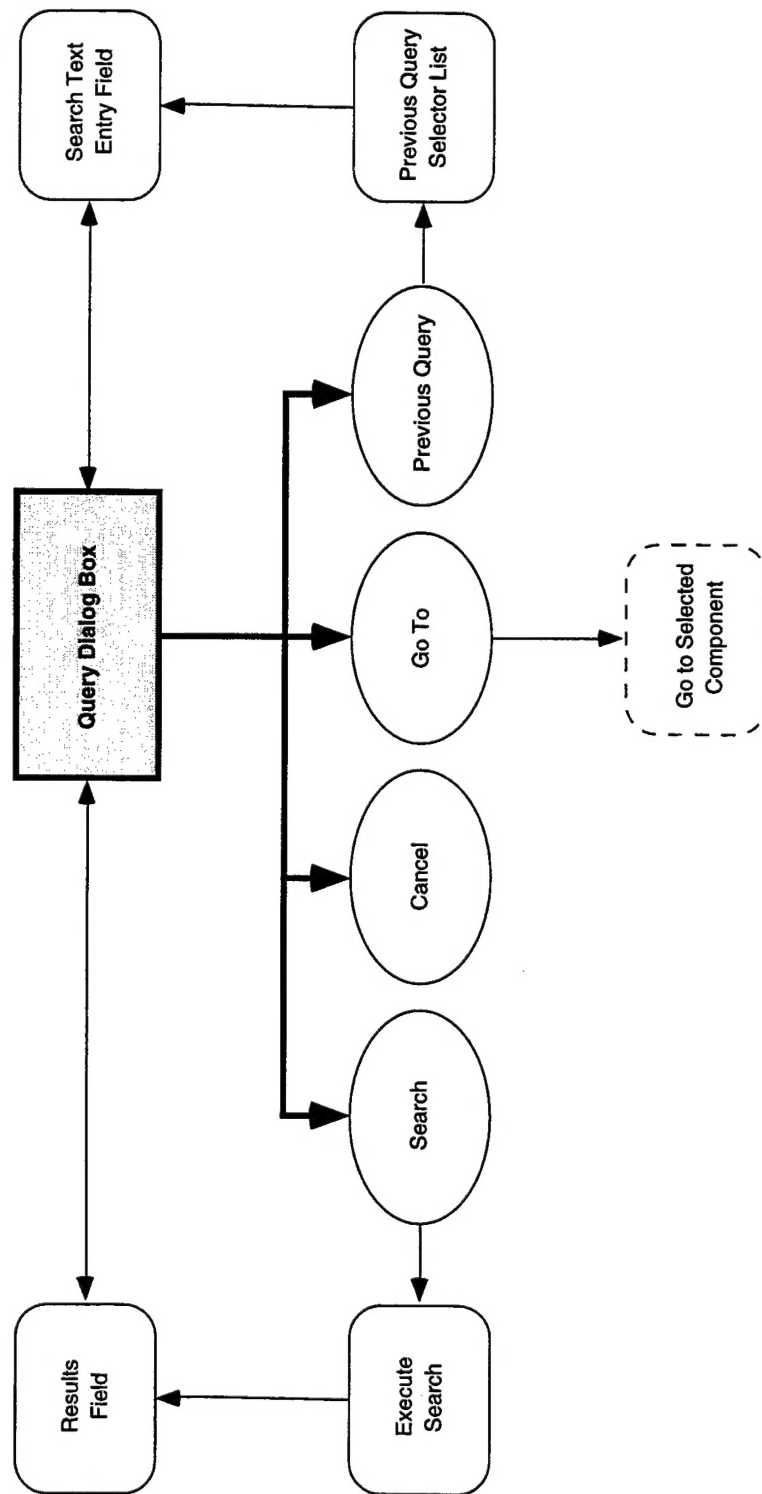 Results
Field
Query Dialog Box
Search Text
Entry Field
Execute
Search
Search
Cancel
Go To
Previous Query
Previous Query
Selector List
Go to Selected
Component